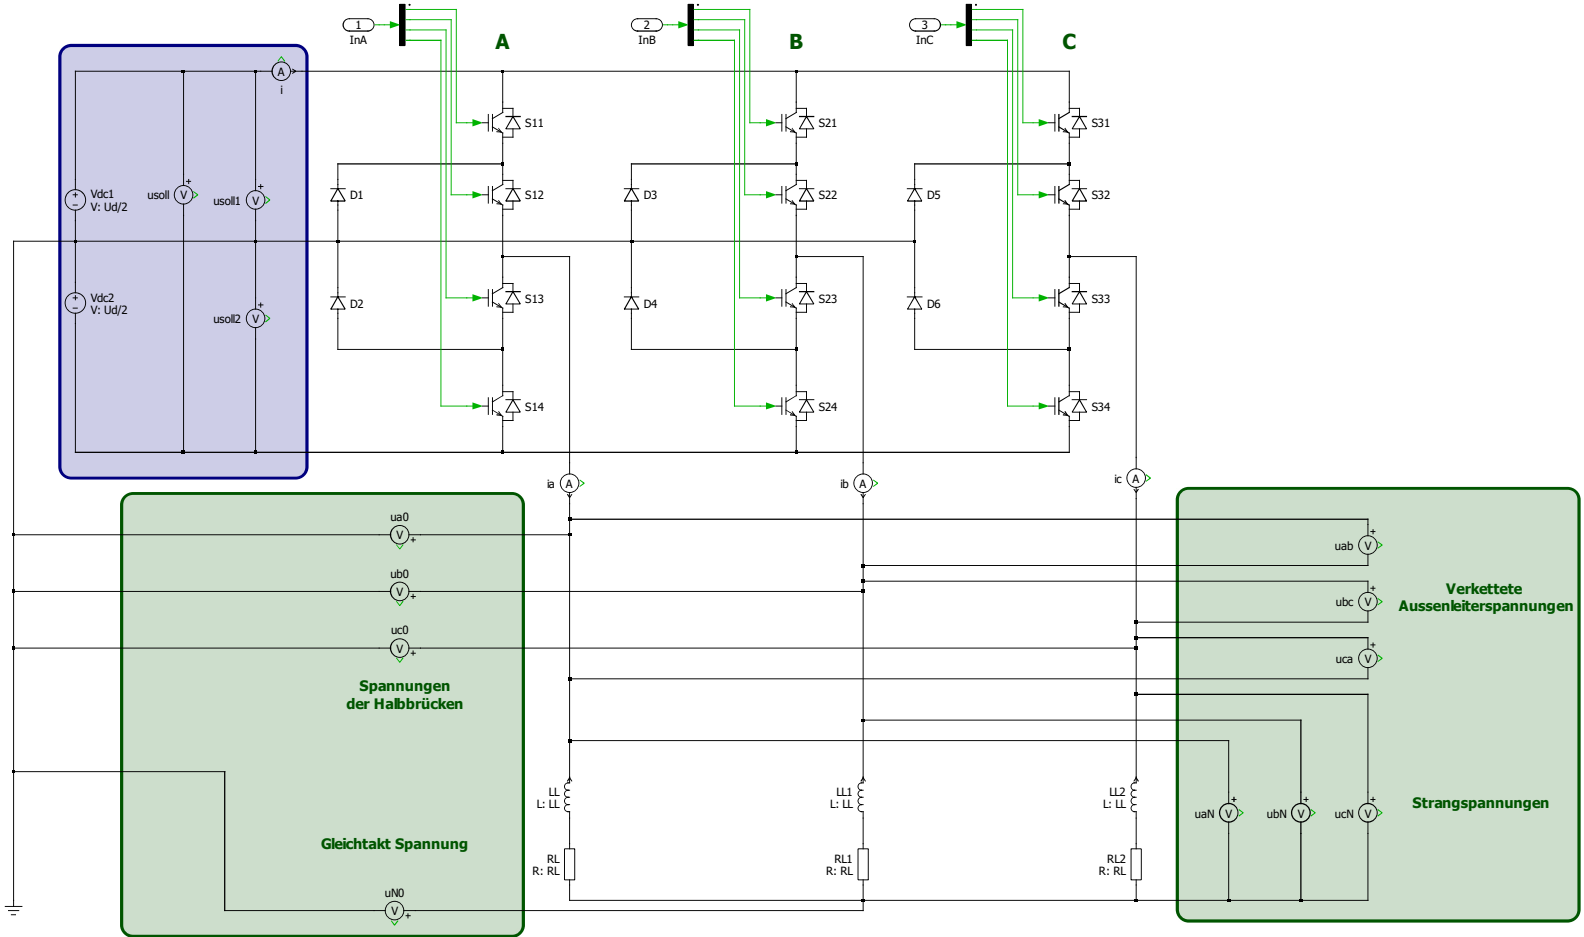 1
InA
A
2
InB
B
3
InC
C
A
i
S11
S21
S31
Vdc1
V: Ud/2
usoll
V
usoll1
V
D1
S12
D3
S22
D5
S32
Vdc2
V: Ud/2
usoll2
V
D2
S13
D4
S23
D6
S33
S14
S24
S34
ia
A
ib
A
ic
A
ua0
V
ub0
V
uc0
V
Spannungen
der Halbbrücken
uab
V
ubc
V
uca
V
Verkettete
Aussenleiterspannungen
LL
L: LL
LL1
L: LL
LL2
L: LL
uaN
V
ubN
V
ucN
V
Strangspannungen
Gleichtakt Spannung
RL
R: RL
RL1
R: RL
RL2
R: RL
uN0
V